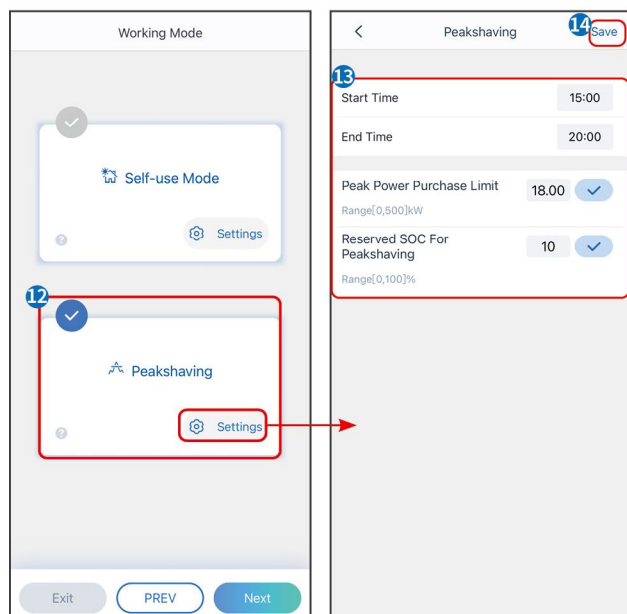 Working Mode
Self-use Mode
Settings
12
Peakshaving
Settings
Exit
PREV
Next
Peakshaving
14
Save
13
Start Time
15:00
End Time
20:00
Peak Power Purchase Limit
18.00
Range[0,500]kW
Reserved SOC For
Peakshaving
10
Range[0,100]%